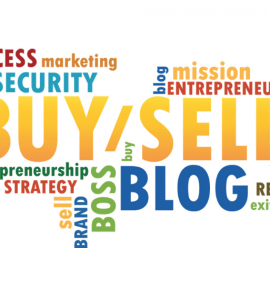 CESS marketing
SECURITY
blog
mission
ENTREPRENEU
BUY/SELL
buy
preneurship
STRATEGY
BOSS
BLOG
sell
BRAND
RE
exi